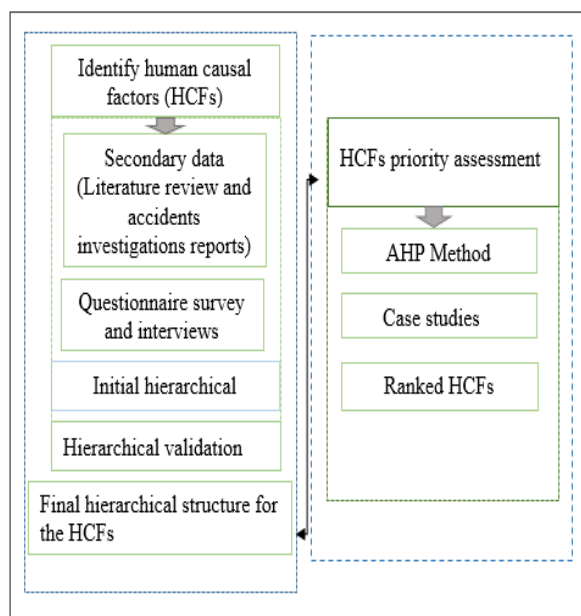 Identify human causal
factors (HCFs)
Secondary data
(Literature review and
accidents
investigations reports)
Questionnaire survey
and interviews
Initial hierarchical
Hierarchical validation
Final hierarchical structure for
the HCFs
HCFs priority assessment
AHP Method
Case studies
Ranked HCFs